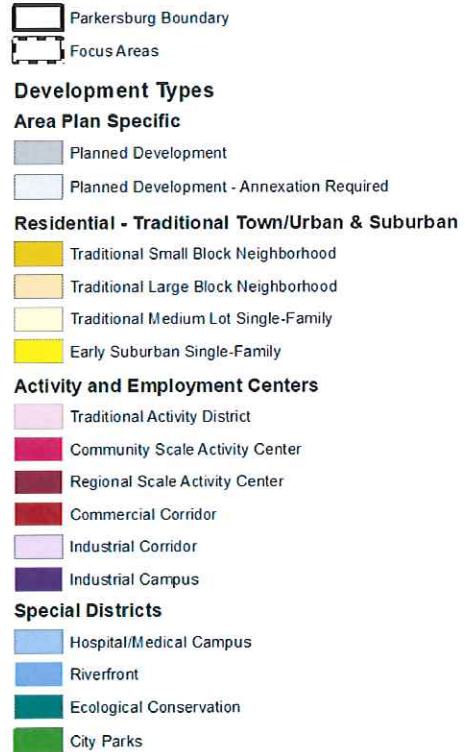 Parkersburg Boundary
Focus Areas
Development Types
Area Plan Specific
Planned Development
Planned Development - Annexation Required
Residential - Traditional Town/Urban & Suburban
Traditional Small Block Neighborhood
Traditional Large Block Neighborhood
Traditional Medium Lot Single-Family
Early Suburban Single-Family
Activity and Employment Centers
Traditional Activity District
Community Scale Activity Center
Regional Scale Activity Center
Commercial Corridor
Industrial Corridor
Industrial Campus
Special Districts
Hospital/Medical Campus
Riverfront
Ecological Conservation
City Parks